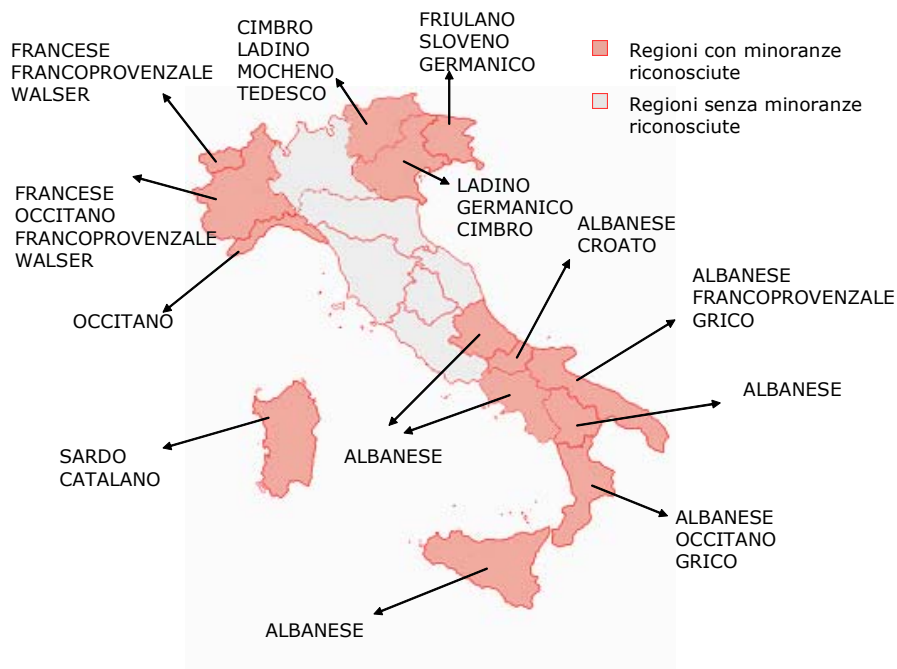 FRANCESE
FRANCOPROVENZALE
WALSER
CIMBRO
LADINO
MOCHENO
TEDESCO
FRIULANO
SLOVENO
GERMANICO
Regioni con minoranze
riconosciute
Regioni senza minoranze
riconosciute
FRANCESE
OCCITANO
FRANCOPROVENZALE
WALSER
LADINO
GERMANICO
CIMBRO
ALBANESE
CROATO
ALBANESE
FRANCOPROVENZALE
GRICO
OCCITANO
ALBANESE
SARDO
CATALANO
ALBANESE
ALBANESE
OCCITANO
GRICO
ALBANESE